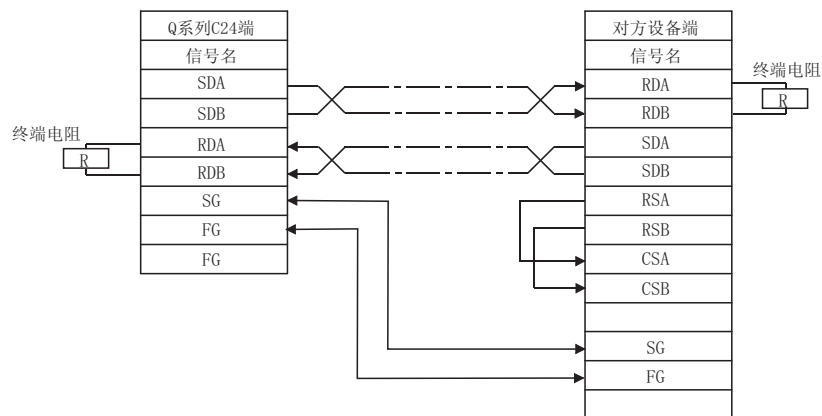 Q系列C24端
信号名
SDA
SDB
RDA
RDB
SG
FG
FG
终端电阻
R
对方设备端
信号名
RDA
RDB
SDA
SDB
RSA
RSB
CSA
CSB
SG
FG
终端电阻
R